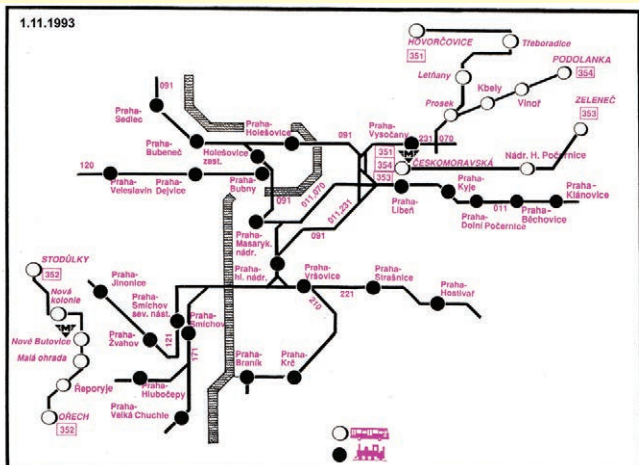 1.11.1993
HOVORČOVICE
351
Třeboradice
Letňany
PODOLANKA
354
Kbely
Vinoř
Prosek
ZELENEČ
353
091
Praha-
Sedlec
Praha-
Bubeneč
Holešovice
zast.
Praha-
Holešovice
091
Praha-
Vysočany
231
070
M
351
354
353
ČESKOMORAVSKÁ
Nádr. H. Počernice
120
Praha-
Veleslavín
Praha-
Dejvice
Praha-
Bubny
091
011,070
Praha-
Libeň
Praha-
Kyje
Praha-
Dolní Počernice
011
Praha-
Běchovice
Praha-
Klánovice
Praha-
Masaryk.
nádr.
011,231
091
Praha-
hl. nádr.
STODŮLKY
352
Nová
kolonie
M
Nové Butovice
Malá ohrada
Řeporyje
OŘECH
352
Praha-
Jinonice
Praha-
Smíchov
sev. nást.
Praha-
Žvahov
121
Praha-
Smíchov
171
Praha-
Hlubočepy
Praha-
Velká Chuchle
Praha-
Vršovice
210
221
Praha-
Strašnice
Praha-
Hostivař
Praha-
Braník
Praha-
Krč